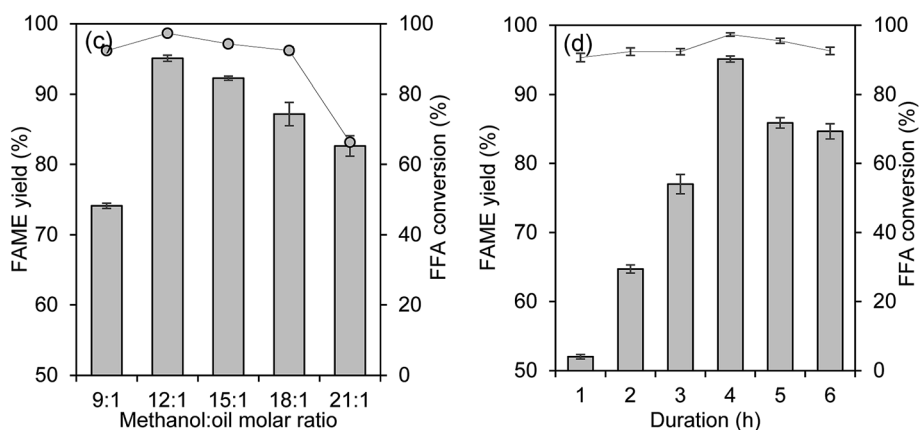 (c)
FAME yield (%)
100
90
80
70
60
50
FFA conversion (%)
100
80
60
40
20
0
9:1 12:1 15:1 18:1 21:1
Methanol:oil molar ratio
(d)
FAME yield (%)
100
90
80
70
60
50
FFA conversion (%)
100
80
60
40
20
0
1 2 3 4 5 6
Duration (h)